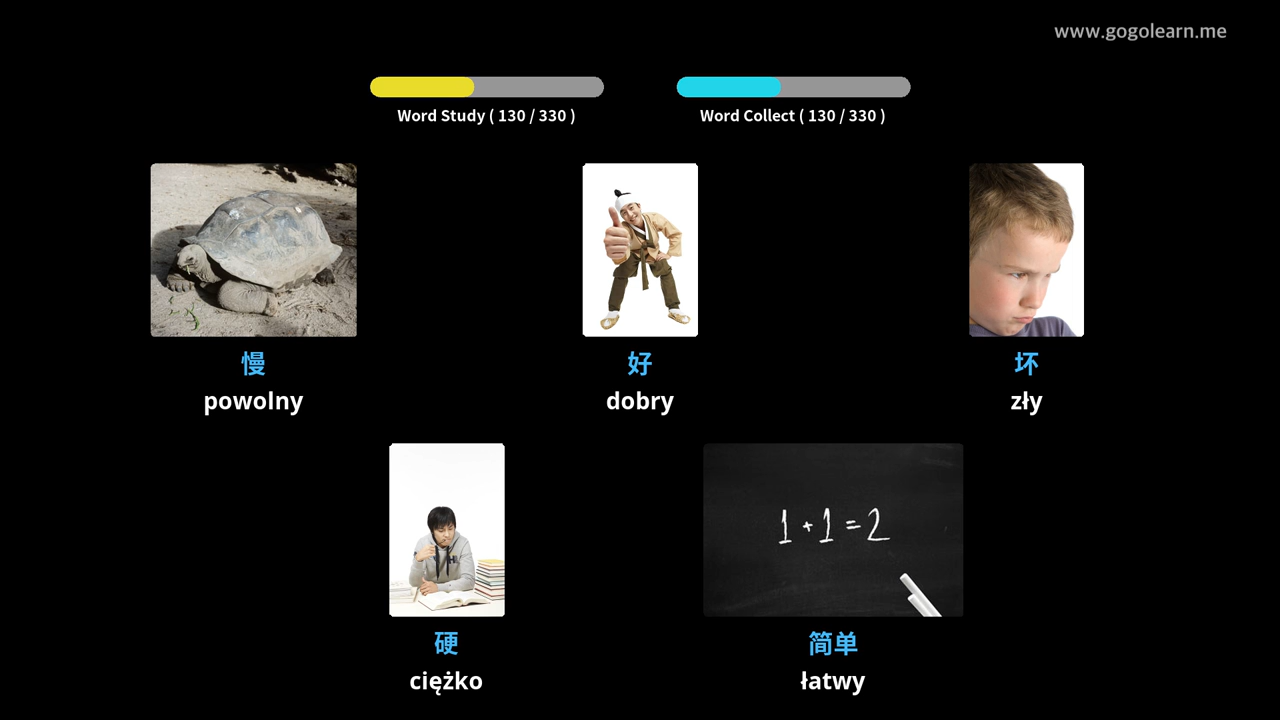 www.gogolearn.me
Word Study ( 130 / 330 )
Word Collect ( 130 / 330 )
慢
powolny
好
dobry
坏
zły
硬
ciężko
1+1=2
简单
łatwy